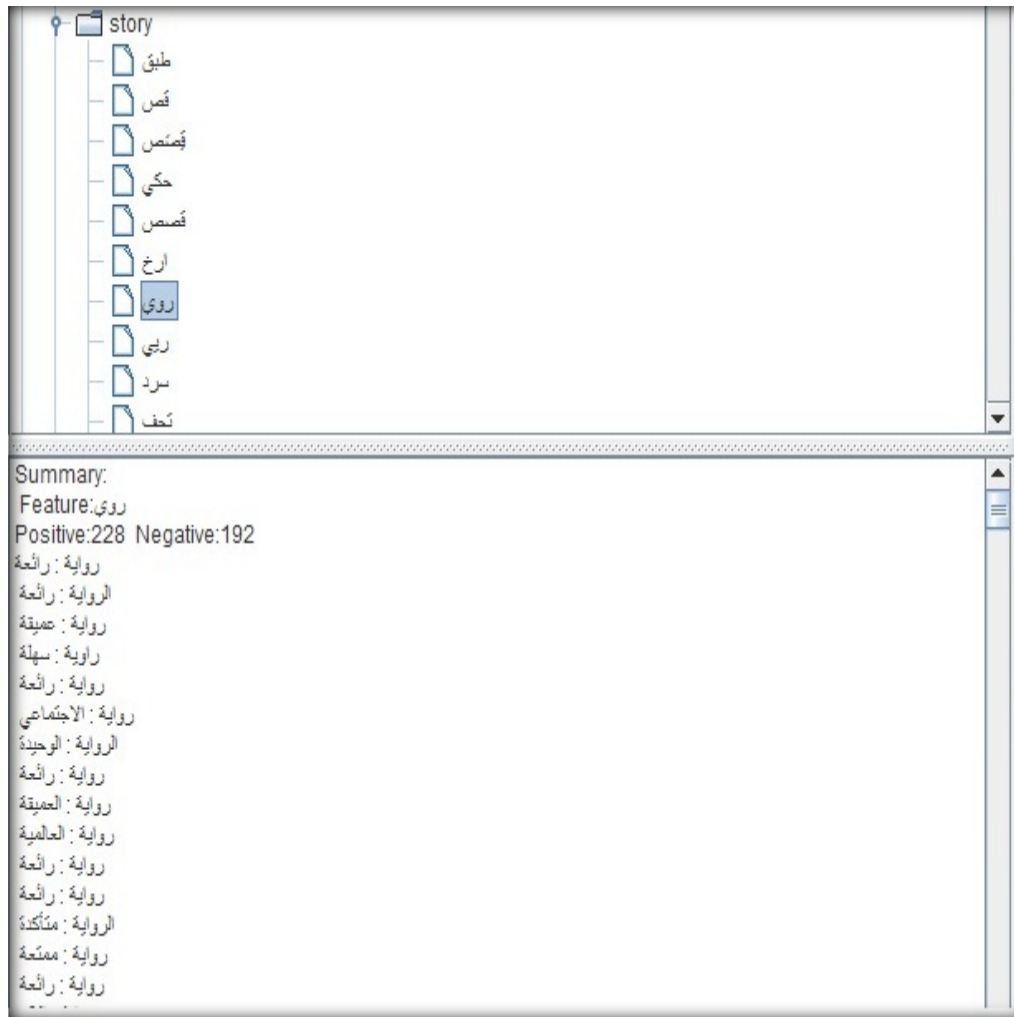 story
طبق
قص
قصتص
حكي
قصص
ارخ
روي
ربي
سرد
تحف
Summary:
Feature:روي
Positive:228 Negative:192
رواية : رائعة
الرواية : رائعة
رواية : عميقة
راوية : سهلة
رواية : رائعة
رواية : الاجتماعي
الرواية : الوحيدة
رواية : رائعة
رواية : العميقة
رواية : العالمية
رواية : رائعة
رواية : رائعة
الرواية : متأكدة
رواية : ممتعة
رواية : رائعة